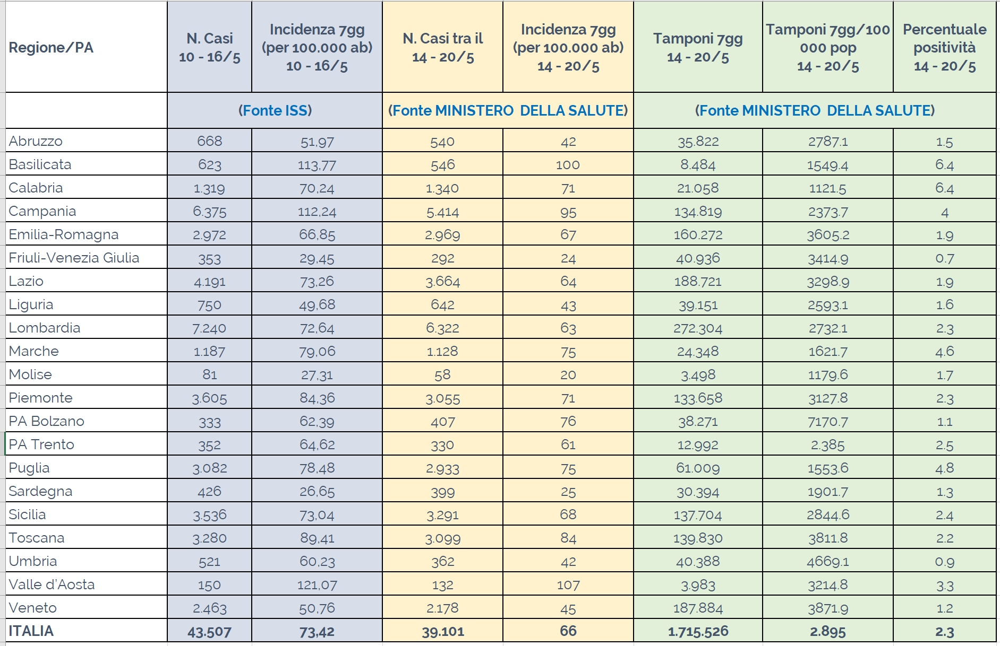 Regione/PA N. Casi 10 - 16/5 Incidenza 7gg (per 100.000 ab) 10 - 16/5 N. Casi tra il 14 - 20/5 Incidenza 7gg (per 100.000 ab) 14 - 20/5 Tamponi 7gg 14 - 20/5 Tamponi 7gg/100 000 pop 14 - 20/5 Percentuale positività 14 - 20/5
(Fonte ISS) (Fonte MINISTERO DELLA SALUTE) (Fonte MINISTERO DELLA SALUTE)
Abruzzo 668 51,97 540 42 35.822 2787.1 1.5
Basilicata 623 113,77 546 100 8.484 1549.4 6.4
Calabria 1.319 70,24 1.340 71 21.058 1121.5 6.4
Campania 6.375 112,24 5.414 95 134.819 2373.7 4
Emilia-Romagna 2.972 66,85 2.969 67 160.272 3605.2 1.9
Friuli-Venezia Giulia 353 29,45 292 24 40.936 3414.9 0.7
Lazio 4.191 73,26 3.664 64 188.721 3298.9 1.9
Liguria 750 49,68 642 43 39.151 2593.1 1.6
Lombardia 7.240 72,64 6.322 63 272.304 2732.1 2.3
Marche 1.187 79,06 1.128 75 24.348 1621.7 4.6
Molise 81 27,31 58 20 3.498 1179.6 1.7
Piemonte 3.605 84,36 3.055 71 133.658 3127.8 2.3
PA Bolzano 333 62,39 407 76 38.271 7170.7 1.1
PA Trento 352 64,62 330 61 12.992 2.385 2.5
Puglia 3.082 78,48 2.933 75 61.009 1553.6 4.8
Sardegna 426 26,65 399 25 30.394 1901.7 1.3
Sicilia 3.536 73,04 3.291 68 137.704 2844.6 2.4
Toscana 3.280 89,41 3.099 84 139.830 3811.8 2.2
Umbria 521 60,23 362 42 40.388 4669.1 0.9
Valle d’Aosta 150 121,07 132 107 3.983 3214.8 3.3
Veneto 2.463 50,76 2.178 45 187.884 3871.9 1.2
ITALIA 43.507 73,42 39.101 66 1.715.526 2.895 2.3